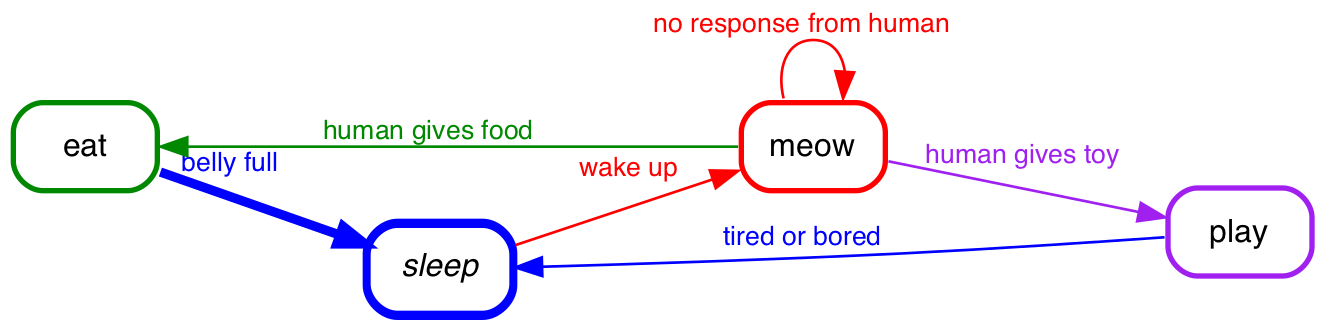 no response from human
eat
human gives food
meow
belly full
wake up
human gives toy
sleep
tired or bored
play